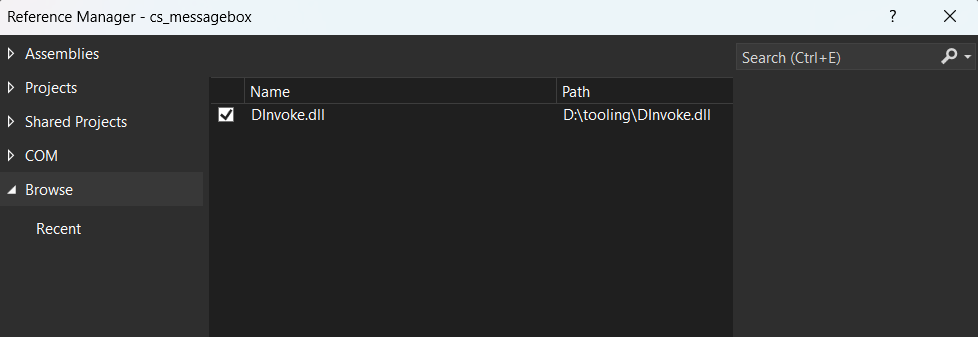 Reference Manager - cs_messagebox
?
Assemblies
Projects
Shared Projects
COM
Browse
Recent
Name Path
DInvoke.dll D:\tooling\DInvoke.dll
Search (Ctrl+E)